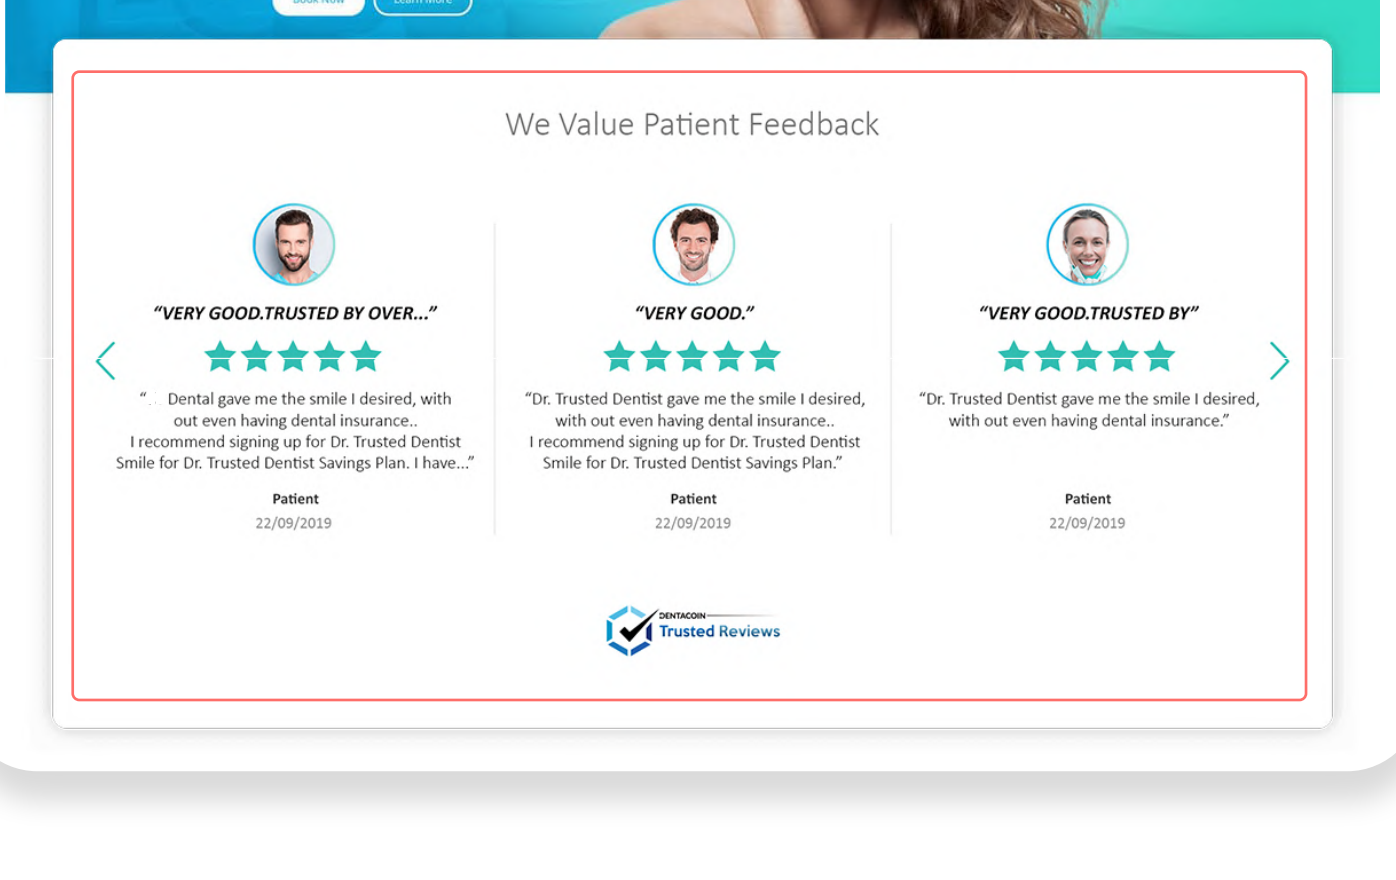 Book Now
Learn More
We Value Patient Feedback
“VERY GOOD.TRUSTED BY OVER...”
“ Dental gave me the smile I desired, with
out even having dental insurance..
I recommend signing up for Dr. Trusted Dentist
Smile for Dr. Trusted Dentist Savings Plan. I have...”
Patient
22/09/2019
“VERY GOOD.”
“Dr. Trusted Dentist gave me the smile I desired,
with out even having dental insurance..
I recommend signing up for Dr. Trusted Dentist
Smile for Dr. Trusted Dentist Savings Plan.”
Patient
22/09/2019
“VERY GOOD.TRUSTED BY”
“Dr. Trusted Dentist gave me the smile I desired,
with out even having dental insurance.”
Patient
22/09/2019
DENTACOIN
Trusted Reviews